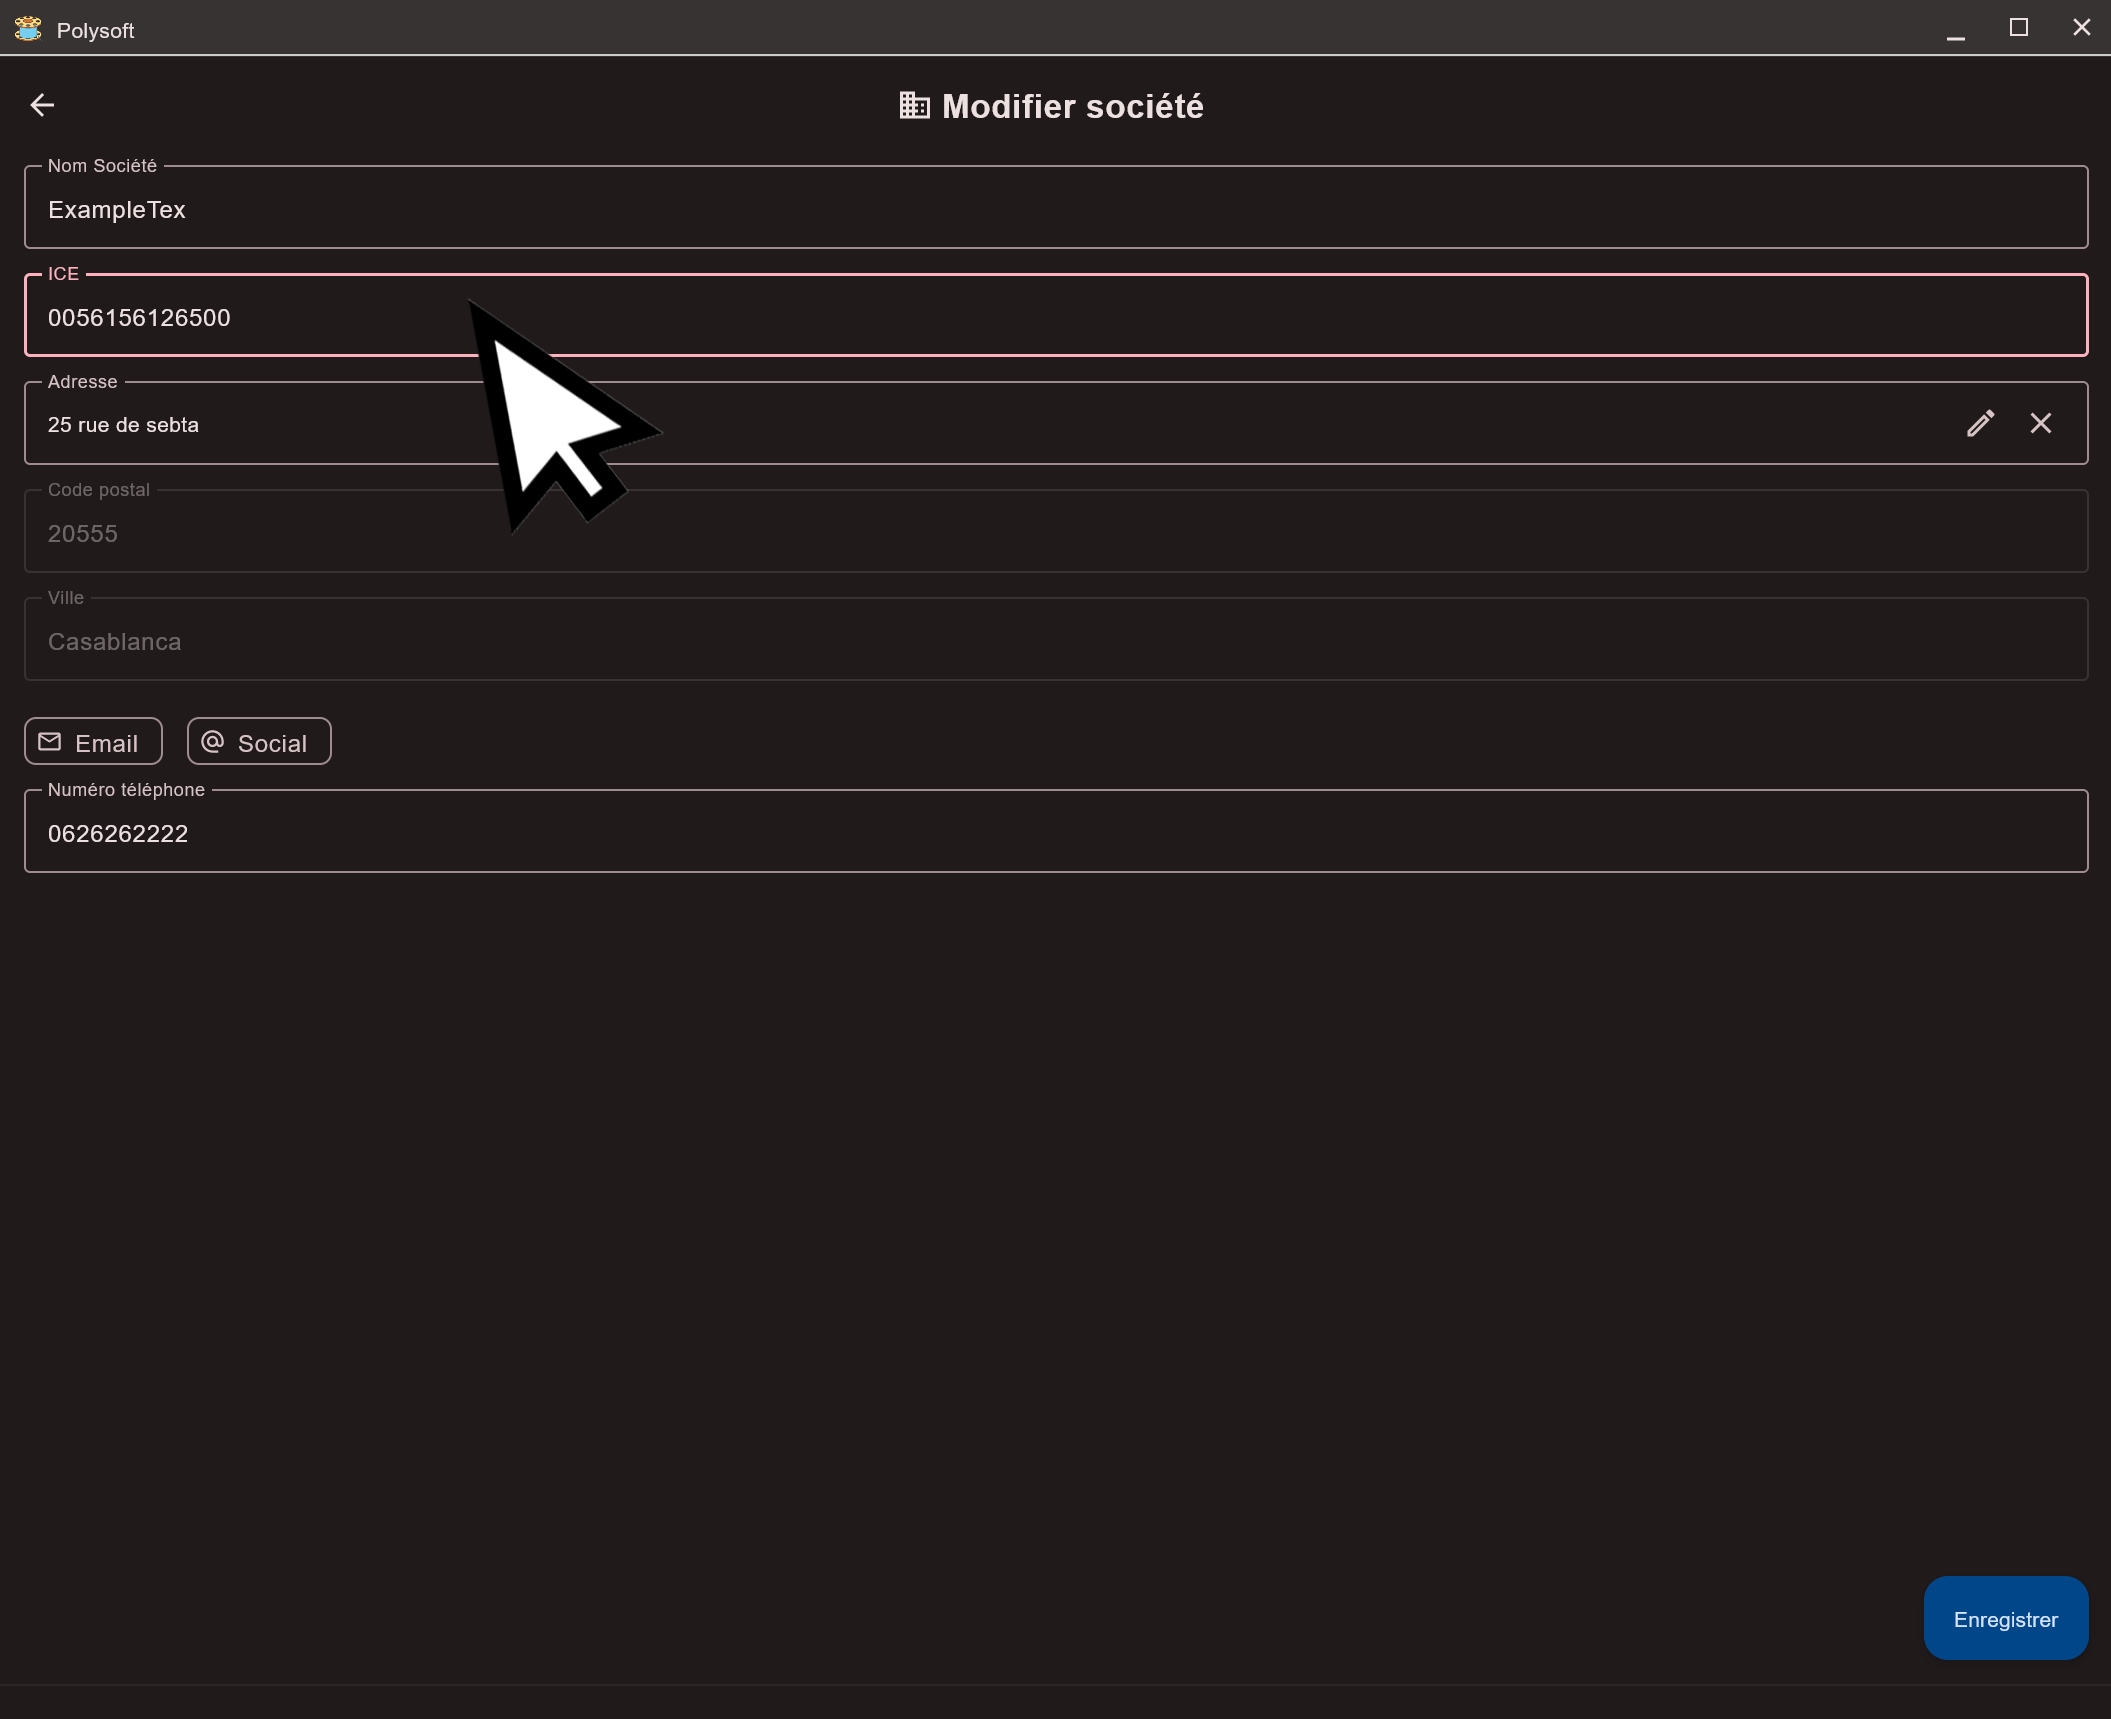 Polysoft
Modifier société
Nom Société
ExampleTex
ICE
0056156126500
Adresse
25 rue de sebta
Code postal
20555
Ville
Casablanca
Email
Social
Numéro téléphone
0626262222
Enregistrer